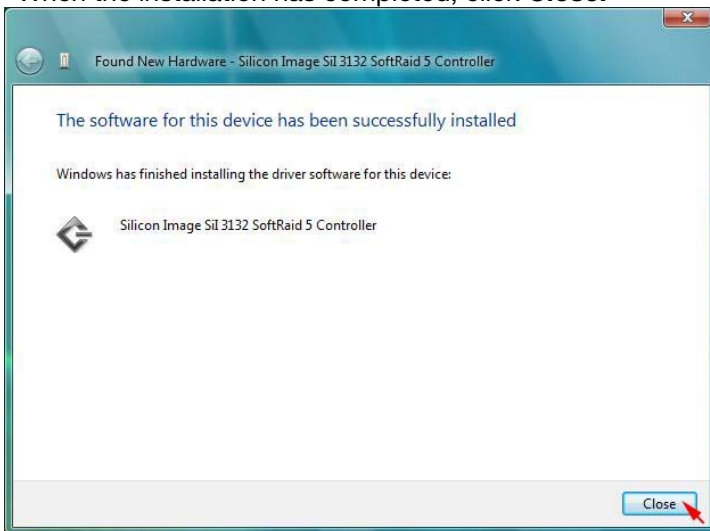 When the installation has completed, click Close.
Found New Hardware - Silicon Image SiI 3132 SoftRaid 5 Controller
The software for this device has been successfully installed
Windows has finished installing the driver software for this device:
Silicon Image SiI 3132 SoftRaid 5 Controller
Close